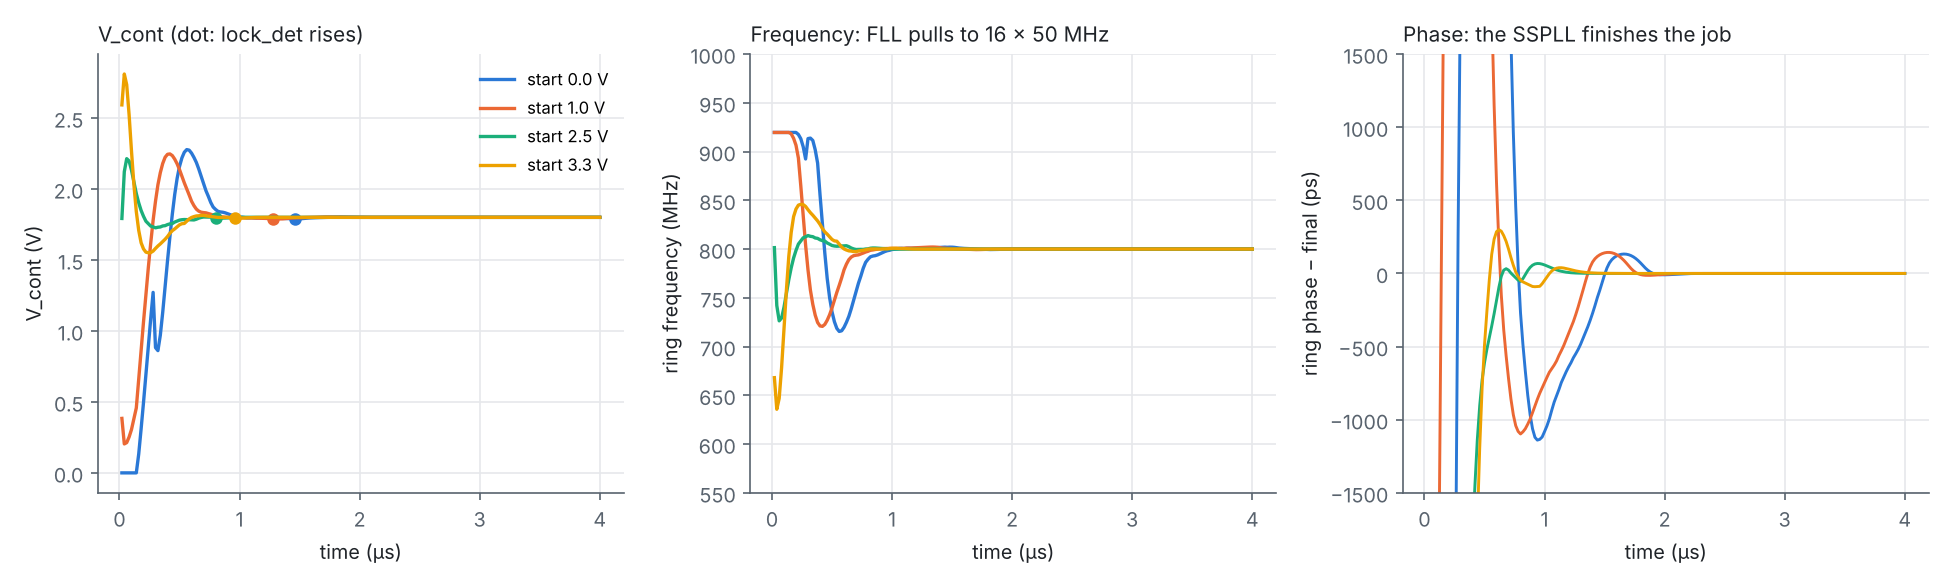 V_cont (dot: lock_det rises)
V_cont (V)
2.5
2.0
1.5
1.0
0.5
0.0
0
1
2
3
4
time (µs)
start 0.0 V
start 1.0 V
start 2.5 V
start 3.3 V
Frequency: FLL pulls to 16 × 50 MHz
ring frequency (MHz)
1000
950
900
850
800
750
700
650
600
550
0
1
2
3
4
time (µs)
Phase: the SSPLL finishes the job
ring phase − final (ps)
1500
1000
500
0
−500
−1000
−1500
0
1
2
3
4
time (µs)